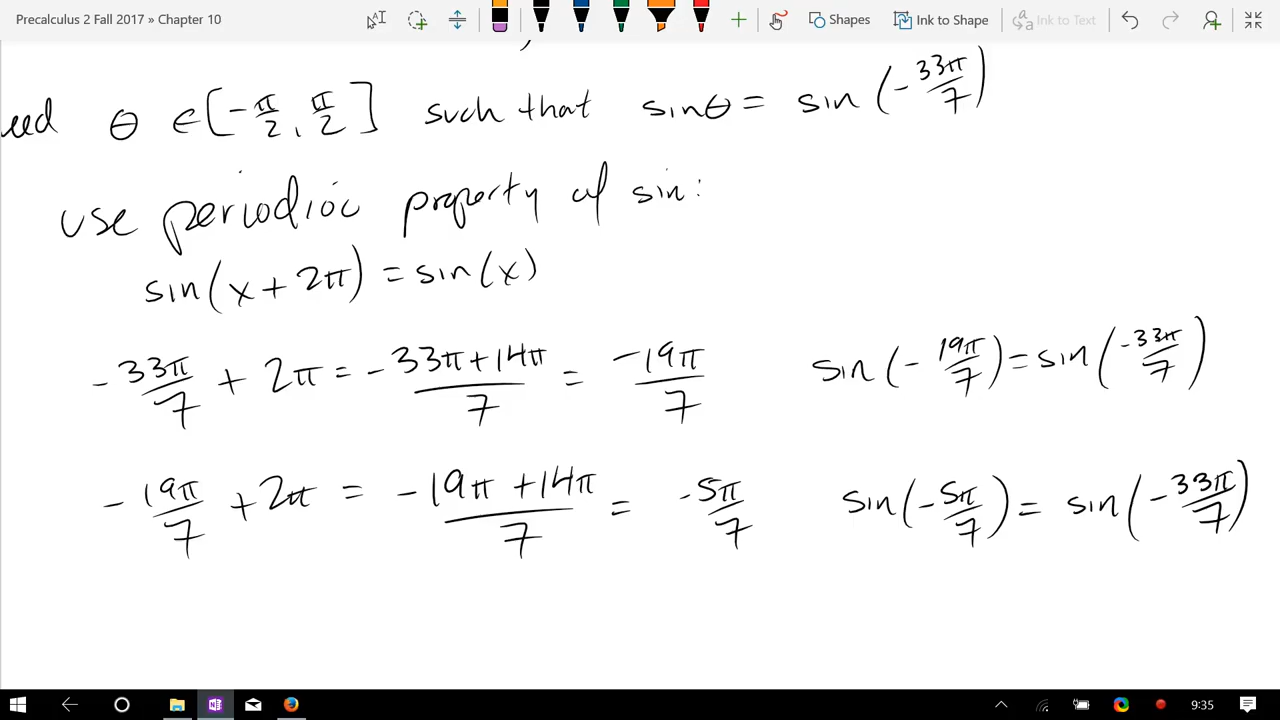 Precalculus 2 Fall 2017 » Chapter 10
Shapes Ink to Shape Ink to Text
θ ∈ [-π/2, π/2] such that sinθ = sin(-33π/7)
use periodic property of sin:
sin(x + 2π) = sin(x)
-33π/7 + 2π = -33π+14π/7 = -19π/7 sin(-19π/7) = sin(-33π/7)
-19π/7 + 2π = -19π+14π/7 = -5π/7 sin(-5π/7) = sin(-33π/7)
9:35